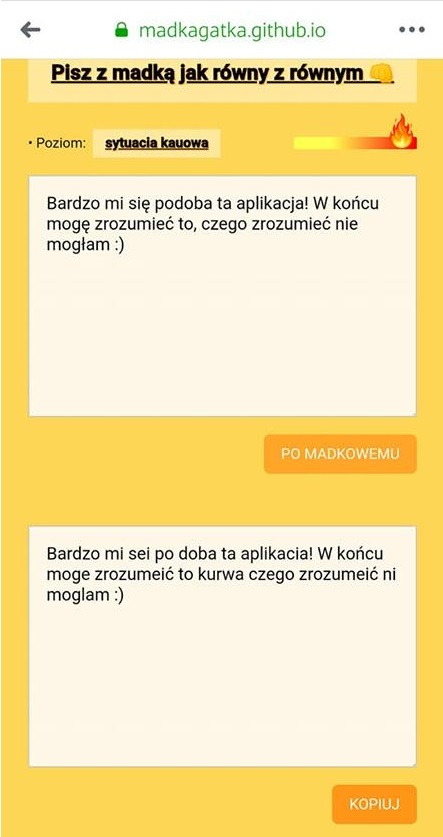 madkagatka.github.io
Pisz z madką jak równy z równym 👊
• Poziom: sytuacia kauowa
Bardzo mi się podoba ta aplikacja! W końcu
mogę zrozumieć to, czego zrozumieć nie
mogłam :)
PO MADKOWEMU
Bardzo mi sei po doba ta aplikacia! W końcu
moge zrozumeić to kurwa czego zrozumeić ni
moglam :)
KOPIUJ